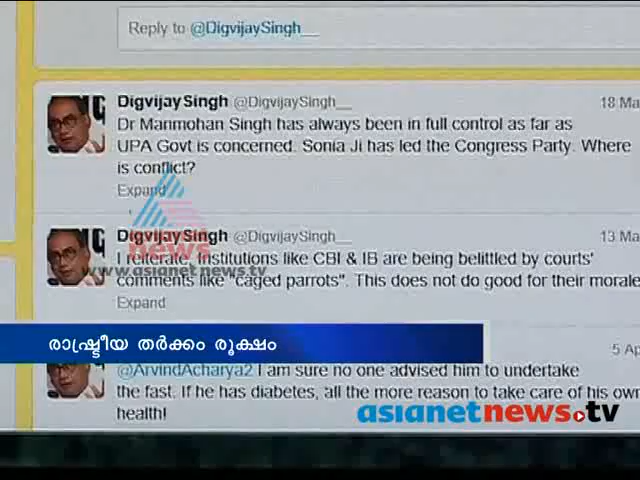 Reply to @DigvijaySingh__
DigvijaySingh @DigvijaySingh__ 18 Ma
Dr Manmohan Singh has always been in full control as far as
UPA Govt is concerned. Sonia Ji has led the Congress Party. Where
is conflict?
Expand
DigvijaySingh @DigvijaySingh__ 13 Ma
I reiterate, Institutions like CBI & IB are being belittled by courts'
comments like "caged parrots". This does not do good for their morale
Expand
news
www.asianetnews.tv
രാഷ്ട്രീയ തർക്കം രൂക്ഷം
5 Ap
@ArvindAcharya2 I am sure no one advised him to undertake
the fast. If he has diabetes, all the more reason to take care of his own
health!
asianetnews.tv